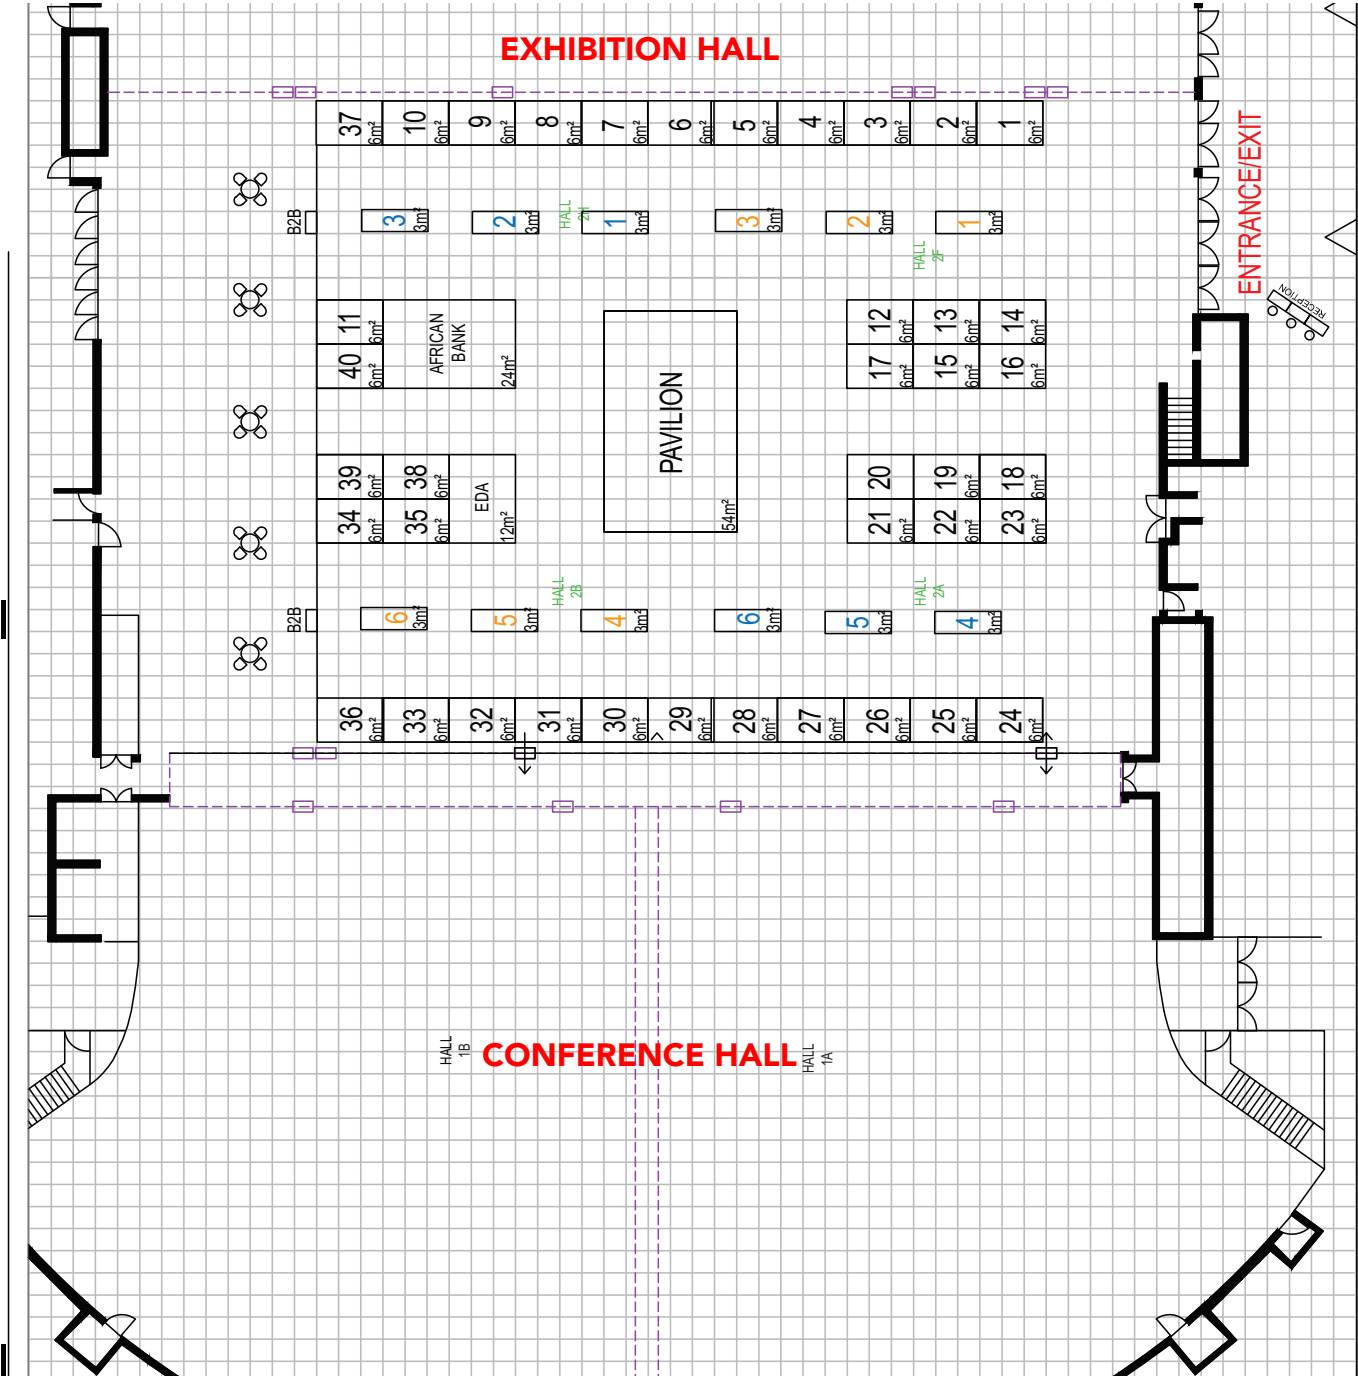 EXHIBITION HALL
37 10 9 8 7 6 5 4 3 2 1
6m² 6m² 6m² 6m² 6m² 6m² 6m² 6m² 6m² 6m² 6m²
ENTRANCE/EXIT
B2B 3 2 1 3 2 1
3m² 3m² 3m² 3m² 3m² 3m²
HALL
2H
HALL
2F
RECEPTION
11 12 13 14
6m² 6m² 6m² 6m²
AFRICAN
BANK
24m²
40 17 15 16
6m² 6m² 6m² 6m²
PAVILION
54m²
39 38 20 19 18
6m² 6m² 6m² 6m²
6m²
EDA
12m²
34 35 21 22 23
6m² 6m² 6m² 6m² 6m²
HALL
2B
HALL
2A
B2B 6 5 4 6 5 4
3m² 3m² 3m² 3m² 3m² 3m²
36 33 32 31 30 29 28 27 26 25 24
6m² 6m² 6m² 6m² 6m² 6m² 6m² 6m² 6m² 6m² 6m²
HALL
1B
CONFERENCE HALL
HALL
1A